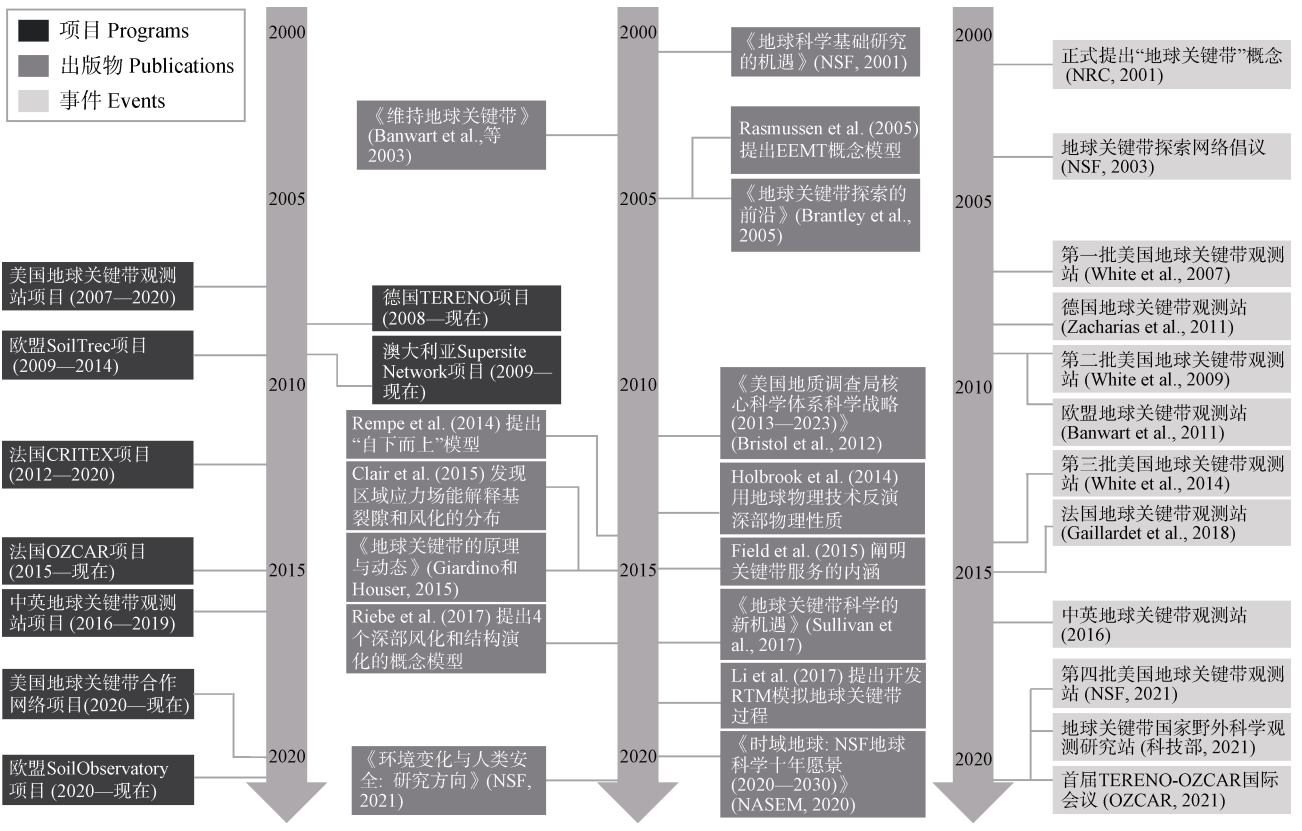 项目 Programs
出版物 Publications
事件 Events
2000
2005
2010
2015
2020
美国地球关键带观测
站项目 (2007—2020)
欧盟SoilTrec项目
(2009—2014)
法国CRITEX项目
(2012—2020)
法国OZCAR项目
(2015—现在)
中英地球关键带观测
站项目 (2016—2019)
美国地球关键带合作
网络项目(2020—现在)
欧盟SoilObservatory
项目 (2020—现在)
德国TERENO项目
(2008—现在)
澳大利亚Supersite
Network项目 (2009—
现在)
2000
2005
2010
2015
2020
《维持地球关键带》
(Banwart et al.,等
2003)
Rempe et al. (2014) 提出
“自下而上”模型
Clair et al. (2015) 发现
区域应力场能解释基
裂隙和风化的分布
《地球关键带的原理
与动态》(Giardino和
Houser, 2015)
Riebe et al. (2017) 提出4
个深部风化和结构演
化的概念模型
《环境变化与人类安
全: 研究方向》(NSF,
2021)
《地球科学基础研究
的机遇》(NSF, 2001)
Rasmussen et al. (2005)
提出EEMT概念模型
《地球关键带探索的
前沿》(Brantley et al.,
2005)
《美国地质调查局核
心科学体系科学战略
(2013—2023)》
(Bristol et al., 2012)
Holbrook et al. (2014)
用地球物理技术反演
深部物理性质
Field et al. (2015) 阐明
关键带服务的内涵
《地球关键带科学的
新机遇》(Sullivan et
al., 2017)
Li et al. (2017) 提出开发
RTM模拟地球关键带
过程
《时域地球: NSF地球
科学十年愿景
(2020—2030)》
(NASEM, 2020)
2000
2005
2010
2015
2020
正式提出“地球关键带”概念
(NRC, 2001)
地球关键带探索网络倡议
(NSF, 2003)
第一批美国地球关键带观测
站 (White et al., 2007)
德国地球关键带观测站
(Zacharias et al., 2011)
第二批美国地球关键带观测
站 (White et al., 2009)
欧盟地球关键带观测站
(Banwart et al., 2011)
第三批美国地球关键带观测
站 (White et al., 2014)
法国地球关键带观测站
(Gaillardet et al., 2018)
中英地球关键带观测站
(2016)
第四批美国地球关键带观测
站 (NSF, 2021)
地球关键带国家野外科学观
测研究站 (科技部, 2021)
首届TERENO-OZCAR国际
会议 (OZCAR, 2021)